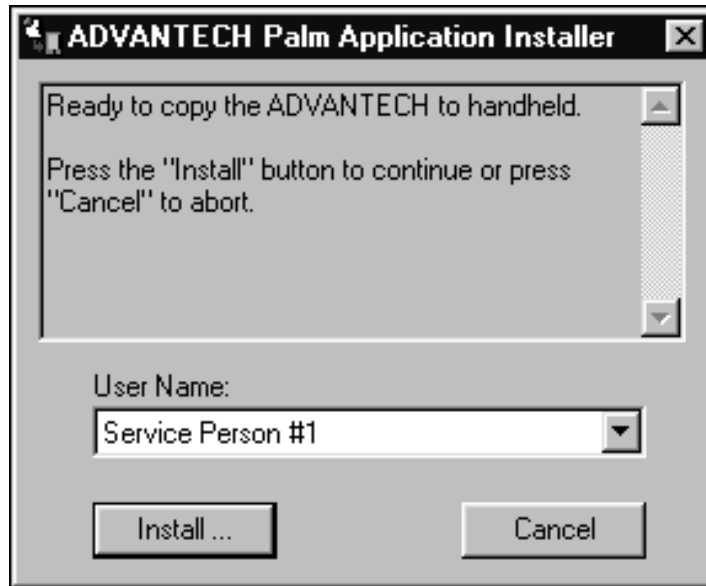 ADVANTECH Palm Application Installer
Ready to copy the ADVANTECH to handheld.
Press the "Install" button to continue or press
"Cancel" to abort.
User Name:
Service Person #1
Install ...
Cancel